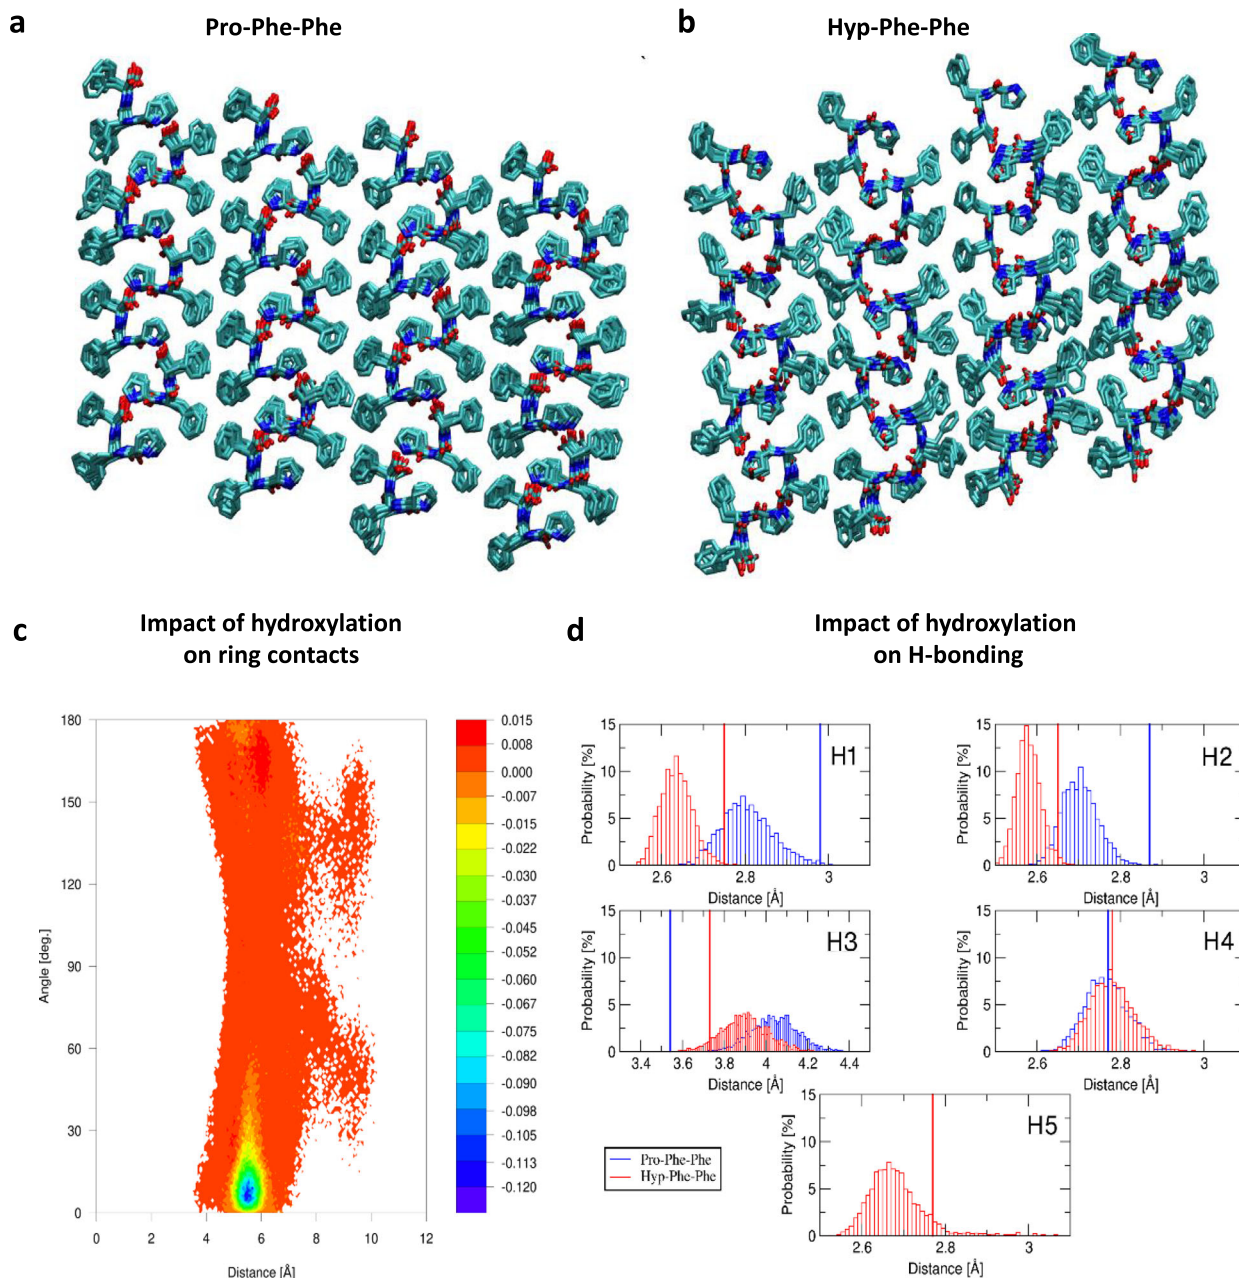 a
Pro-Phe-Phe
b
Hyp-Phe-Phe
c
Impact of hydroxylation
on ring contacts
180
150
120
90
60
30
0
Angle [deg.]
0 2 4 6 8 10 12
Distance [Å]
0.015
0.008
0.000
-0.007
-0.015
-0.022
-0.030
-0.037
-0.045
-0.052
-0.060
-0.067
-0.075
-0.082
-0.090
-0.098
-0.105
-0.113
-0.120
d
Impact of hydroxylation
on H-bonding
15
10
5
0
Probability [%]
H1
2.6 2.8 3
Distance [Å]
15
10
5
0
Probability [%]
H2
2.6 2.8 3
Distance [Å]
15
10
5
0
Probability [%]
H3
3.4 3.6 3.8 4 4.2 4.4
Distance [Å]
15
10
5
0
Probability [%]
H4
2.6 2.8 3
Distance [Å]
15
10
5
0
Probability [%]
H5
2.6 2.8 3
Distance [Å]
Pro-Phe-Phe
Hyp-Phe-Phe